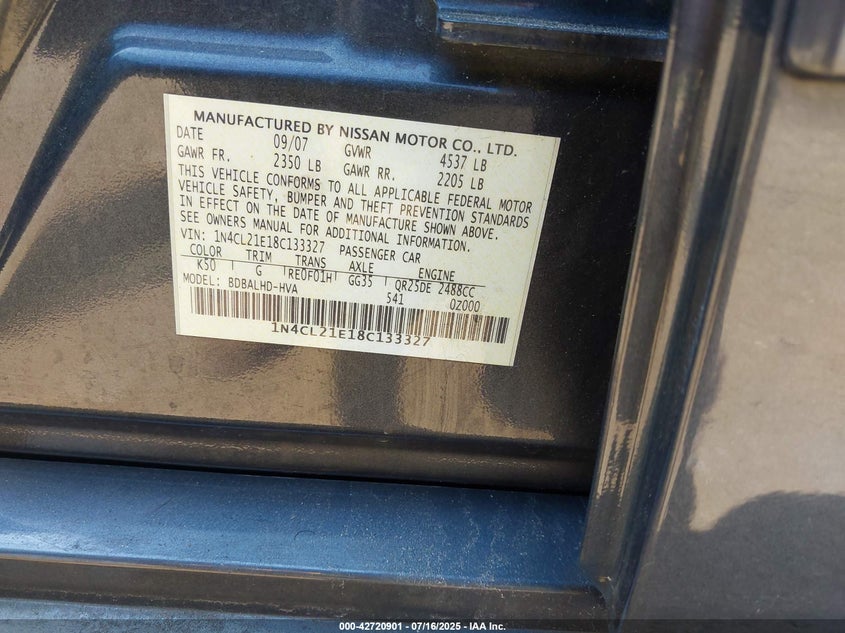 MANUFACTURED BY NISSAN MOTOR CO., LTD.
DATE 09/07 GVWR 4537 LB
GAWR FR. 2350 LB GAWR RR. 2205 LB
THIS VEHICLE CONFORMS TO ALL APPLICABLE FEDERAL MOTOR
VEHICLE SAFETY, BUMPER AND THEFT PREVENTION STANDARDS
IN EFFECT ON THE DATE OF MANUFACTURE SHOWN ABOVE.
SEE OWNERS MANUAL FOR ADDITIONAL INFORMATION.
VIN: 1N4CL21E18C133327 PASSENGER CAR
COLOR TRIM TRANS AXLE ENGINE
K50 G RE0F01H GG35 QR25DE 2488CC
MODEL: BDBALHD-HVA 541 0Z000
1N4CL21E18C133327
000-42720901 | 07/16/2025 - IAA Inc.